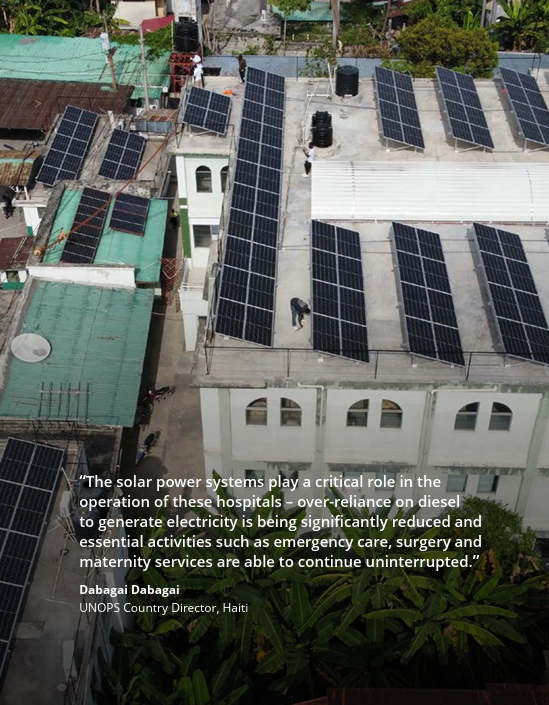 “The solar power systems play a critical role in the
operation of these hospitals – over-reliance on diesel
to generate electricity is being significantly reduced and
essential activities such as emergency care, surgery and
maternity services are able to continue uninterrupted.”
Dabagai Dabagai
UNOPS Country Director, Haiti